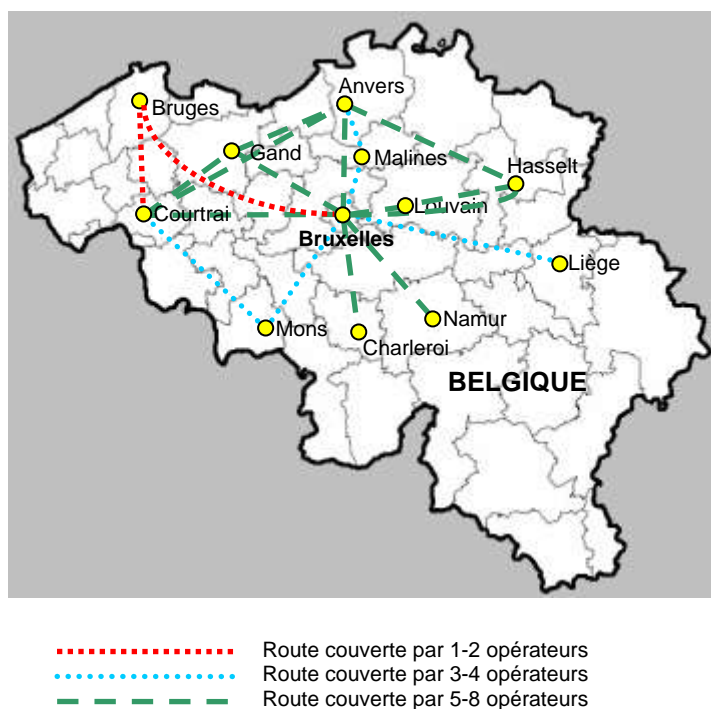 Anvers
Bruges
Gand
Malines
Hasselt
Louvain
Courtrai
Bruxelles
Liège
Mons
Namur
Charleroi
BELGIQUE
Route couverte par 1-2 opérateurs
Route couverte par 3-4 opérateurs
Route couverte par 5-8 opérateurs